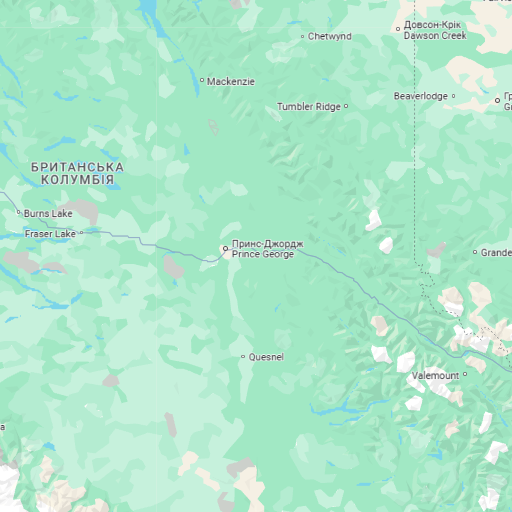 Довсон-Крік
Dawson Creek
Chetwynd
Mackenzie
Beaverlodge
Tumbler Ridge
БРИТАНСЬКА
КОЛУМБІЯ
Burns Lake
Fraser Lake
Принс-Джордж
Prince George
Grande
Quesnel
Valemount